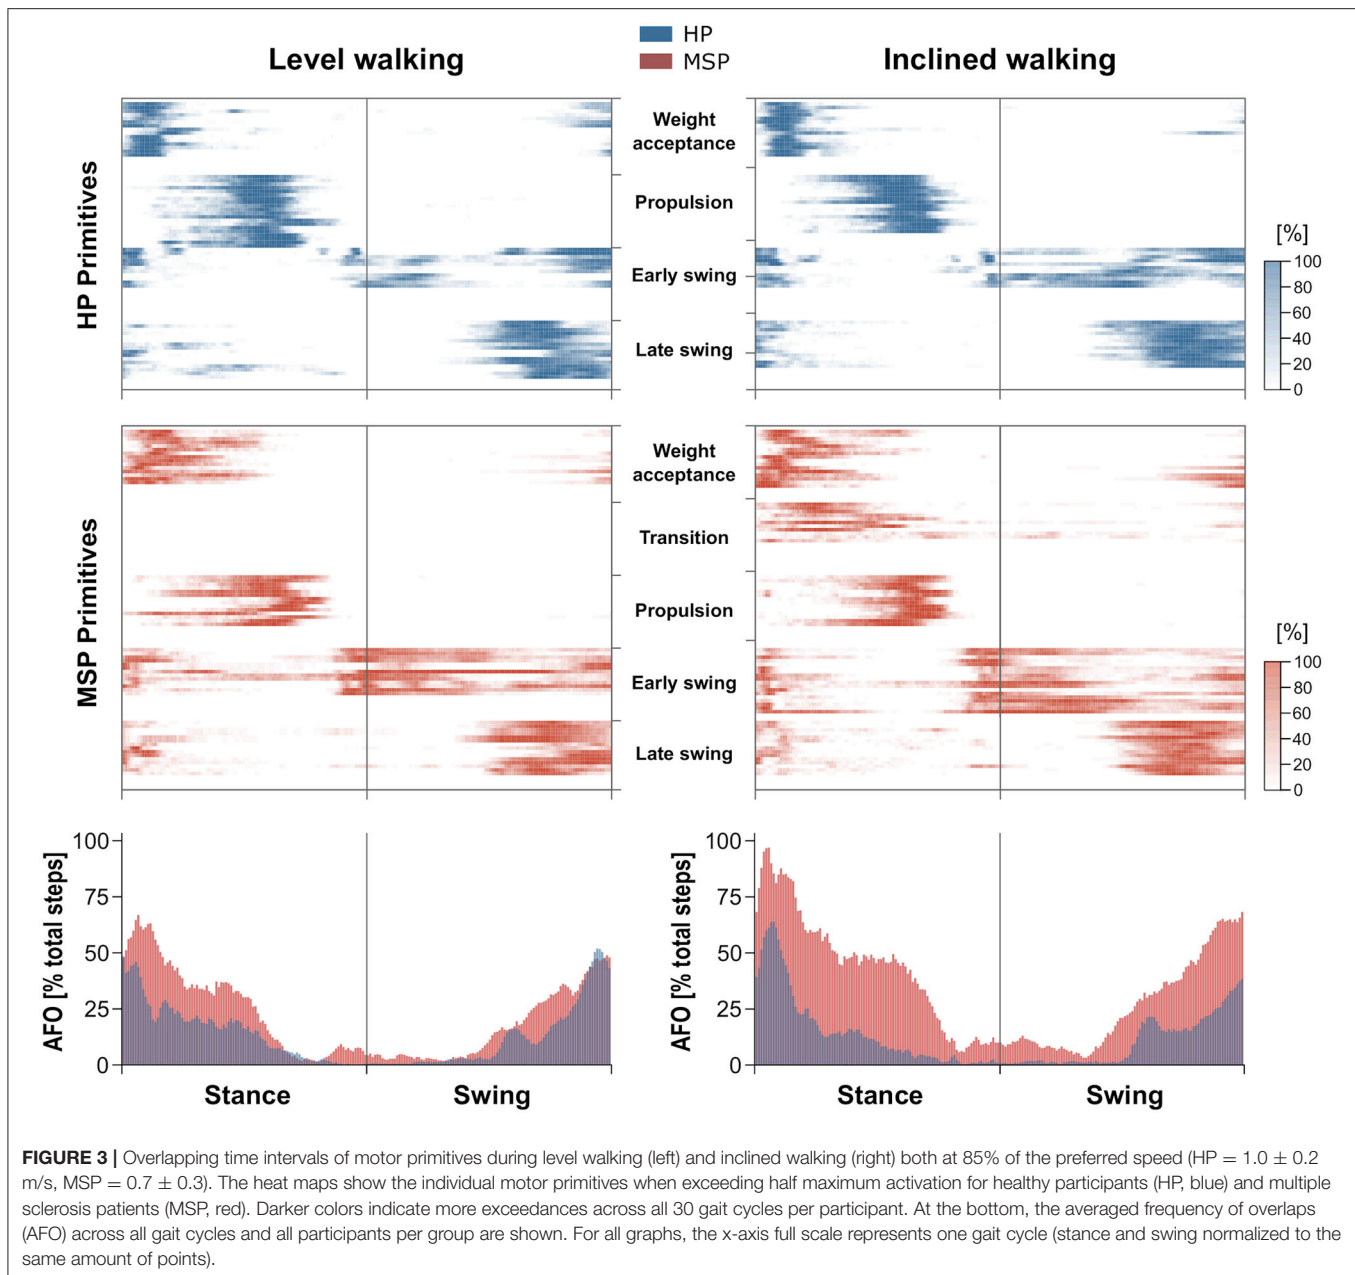 HP
MSP
Level walking
Inclined walking
HP Primitives
Weight
acceptance
Propulsion
Early swing
Late swing
[%]
100
80
60
40
20
0
MSP Primitives
Weight
acceptance
Transition
Propulsion
Early swing
Late swing
[%]
100
80
60
40
20
0
AFO [% total steps]
100
75
50
25
0
Stance
Swing
AFO [% total steps]
100
75
50
25
0
Stance
Swing
FIGURE 3 | Overlapping time intervals of motor primitives during level walking (left) and inclined walking (right) both at 85% of the preferred speed (HP = 1.0 ± 0.2
m/s, MSP = 0.7 ± 0.3). The heat maps show the individual motor primitives when exceeding half maximum activation for healthy participants (HP, blue) and multiple
sclerosis patients (MSP, red). Darker colors indicate more exceedances across all 30 gait cycles per participant. At the bottom, the averaged frequency of overlaps
(AFO) across all gait cycles and all participants per group are shown. For all graphs, the x-axis full scale represents one gait cycle (stance and swing normalized to the
same amount of points).